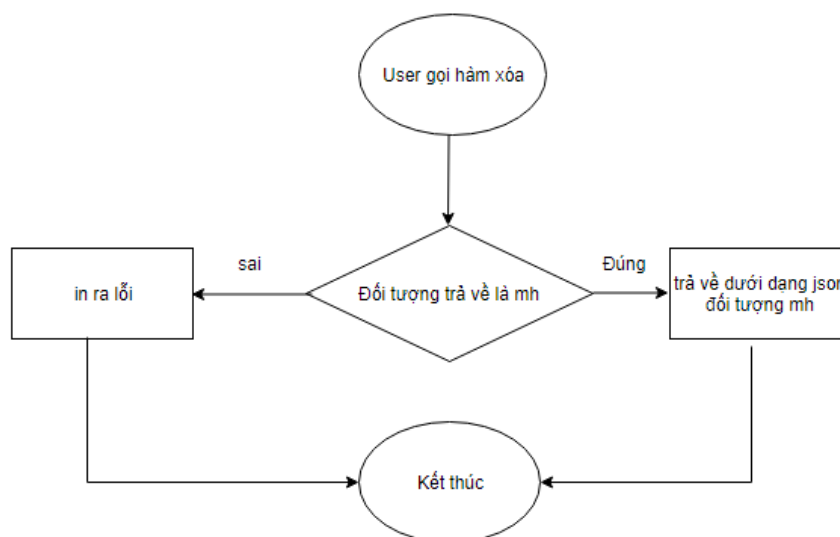 User gọi hàm xóa
sai
Đúng
in ra lỗi
Đối tượng trả về là mh
trả về dưới dạng json
đối tượng mh
Kết thúc